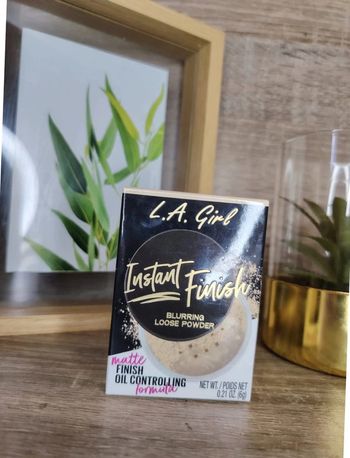 L.A. Girl
Instant Finish
BLURRING
LOOSE POWDER
matte
FINISH
OIL CONTROLLING
formula
NET WT. / POIDS NET
0.21 OZ. (6g)